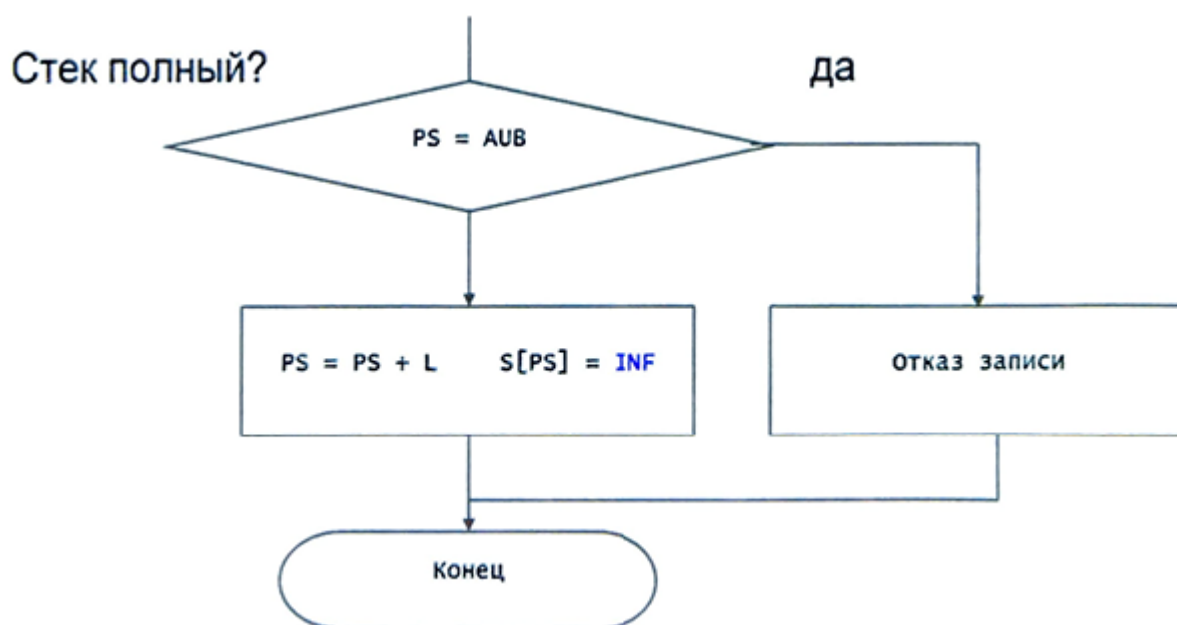 Стек полный?
да
PS = AUB
PS = PS + L S[PS] = INF
Отказ записи
Конец